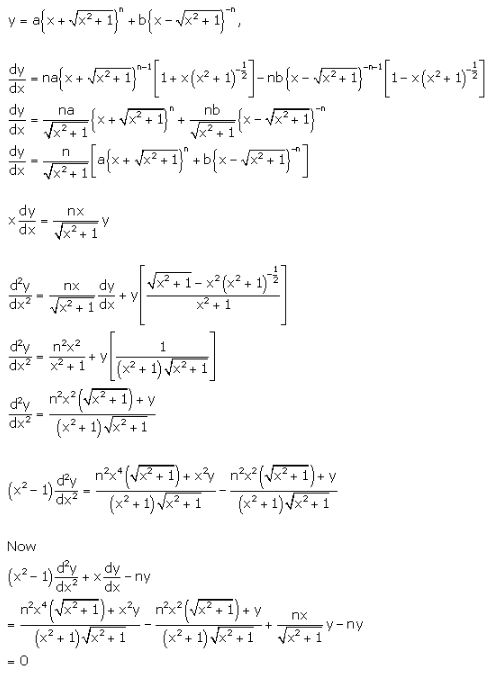 y = a{x + √(x² + 1)}ⁿ + b{x − √(x² + 1)}⁻ⁿ,
dy/dx = na{x + √(x² + 1)}ⁿ⁻¹[1 + x(x² + 1)^(−1/2)] − nb{x − √(x² + 1)}⁻ⁿ⁻¹[1 − x(x² + 1)^(−1/2)]
dy/dx = na/√(x² + 1) {x + √(x² + 1)}ⁿ + nb/√(x² + 1) {x − √(x² + 1)}⁻ⁿ
dy/dx = n/√(x² + 1) [a{x + √(x² + 1)}ⁿ + b{x − √(x² + 1)}⁻ⁿ]
x dy/dx = nx/√(x² + 1) y
d²y/dx² = nx/√(x² + 1) dy/dx + y[(√(x² + 1) − x²(x² + 1)^(−1/2))/(x² + 1)]
d²y/dx² = n²x²/(x² + 1) + y[1/((x² + 1)√(x² + 1))]
d²y/dx² = (n²x²(√(x² + 1)) + y)/((x² + 1)√(x² + 1))
(x² − 1) d²y/dx² = (n²x⁴(√(x² + 1)) + x²y)/((x² + 1)√(x² + 1)) − (n²x²(√(x² + 1)) + y)/((x² + 1)√(x² + 1))
Now
(x² − 1) d²y/dx² + x dy/dx − ny
= (n²x⁴(√(x² + 1)) + x²y)/((x² + 1)√(x² + 1)) − (n²x²(√(x² + 1)) + y)/((x² + 1)√(x² + 1)) + nx/√(x² + 1) y − ny
= 0